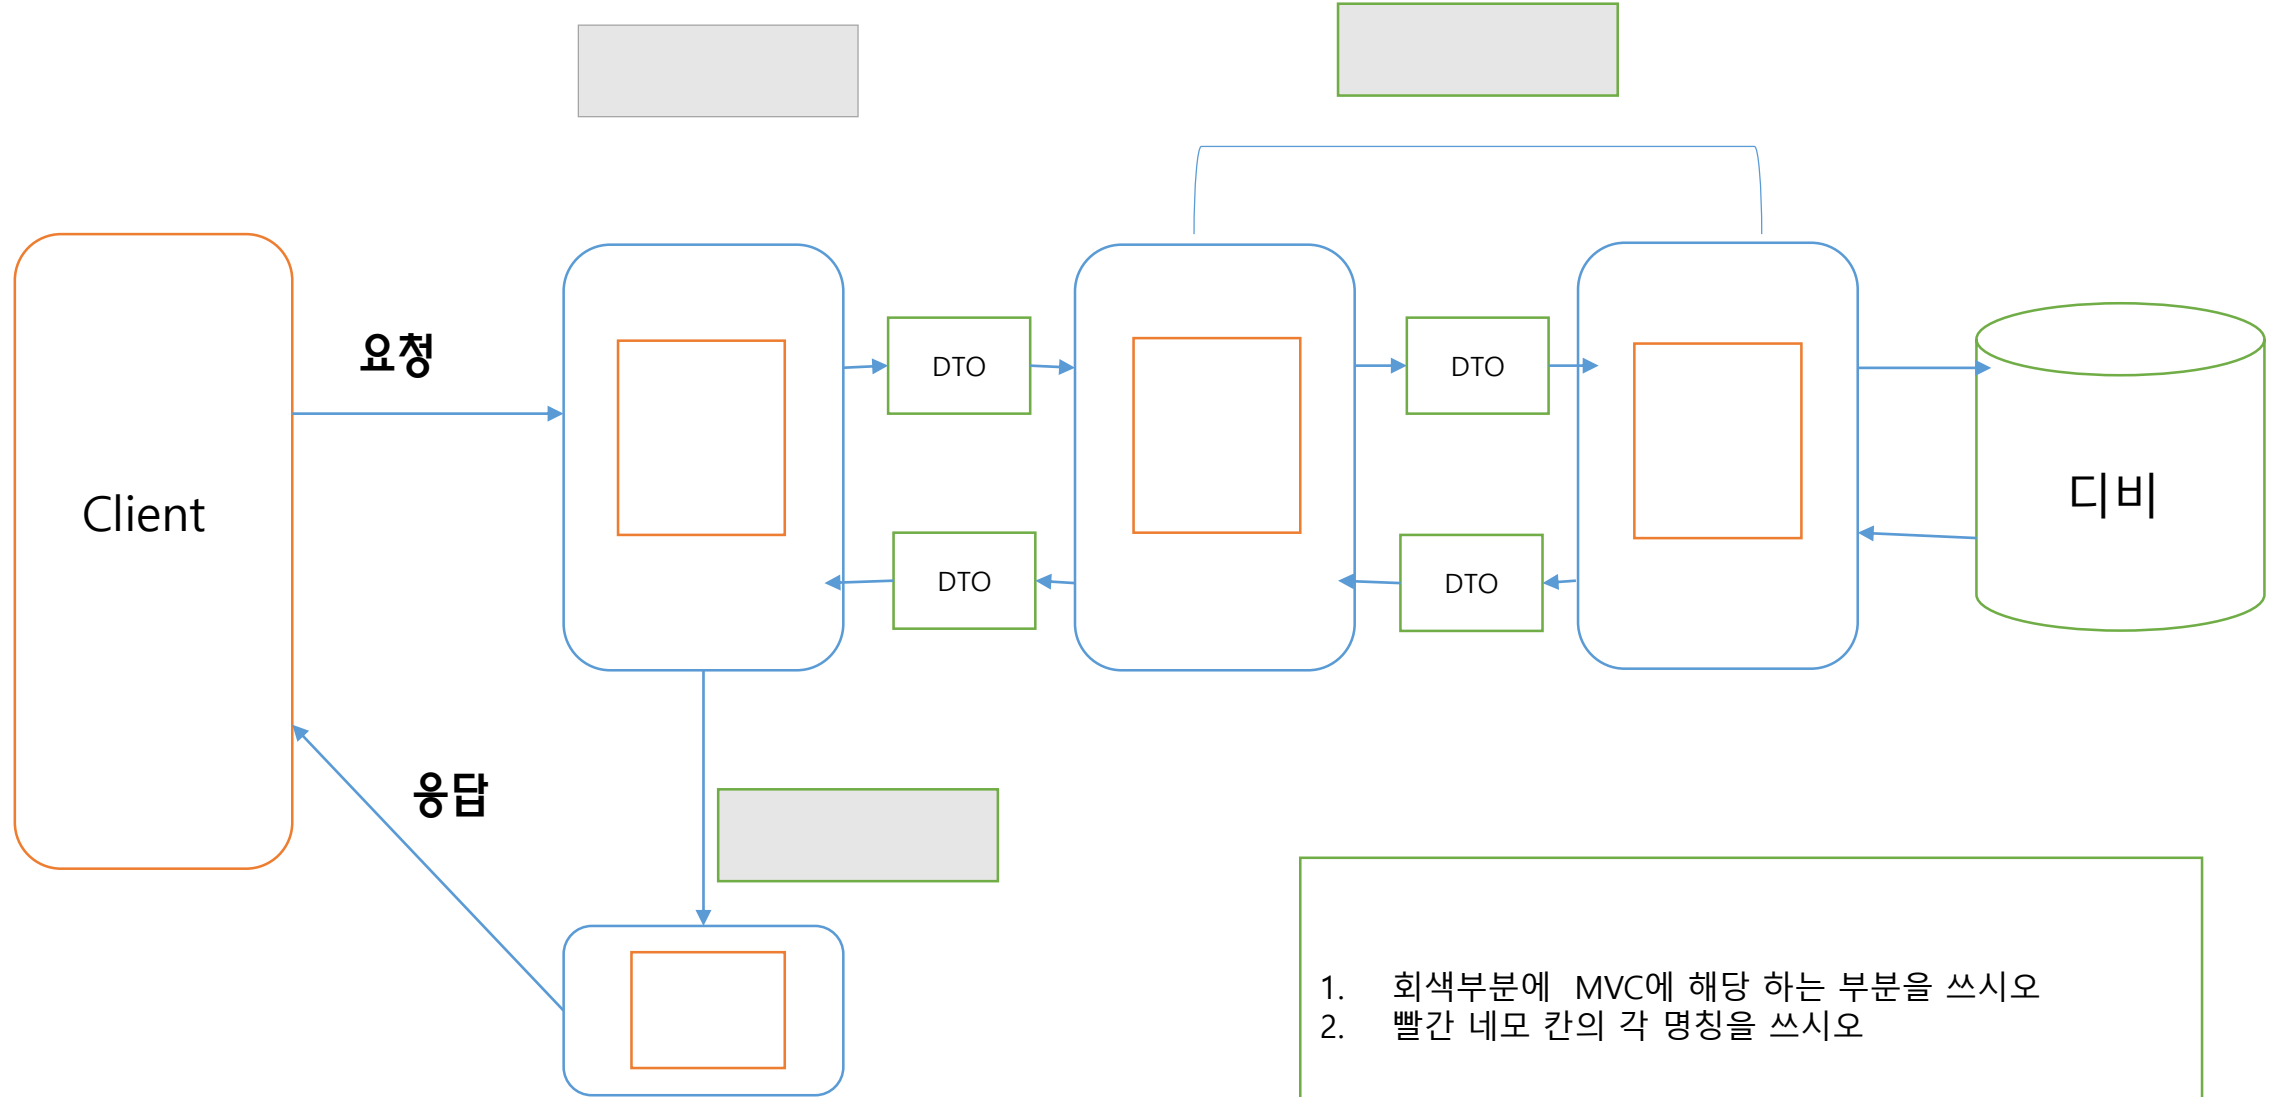 요청
DTO
DTO
Client
디비
DTO
DTO
응답
1. 회색부분에 MVC에 해당 하는 부분을 쓰시오
2. 빨간 네모 칸의 각 명칭을 쓰시오